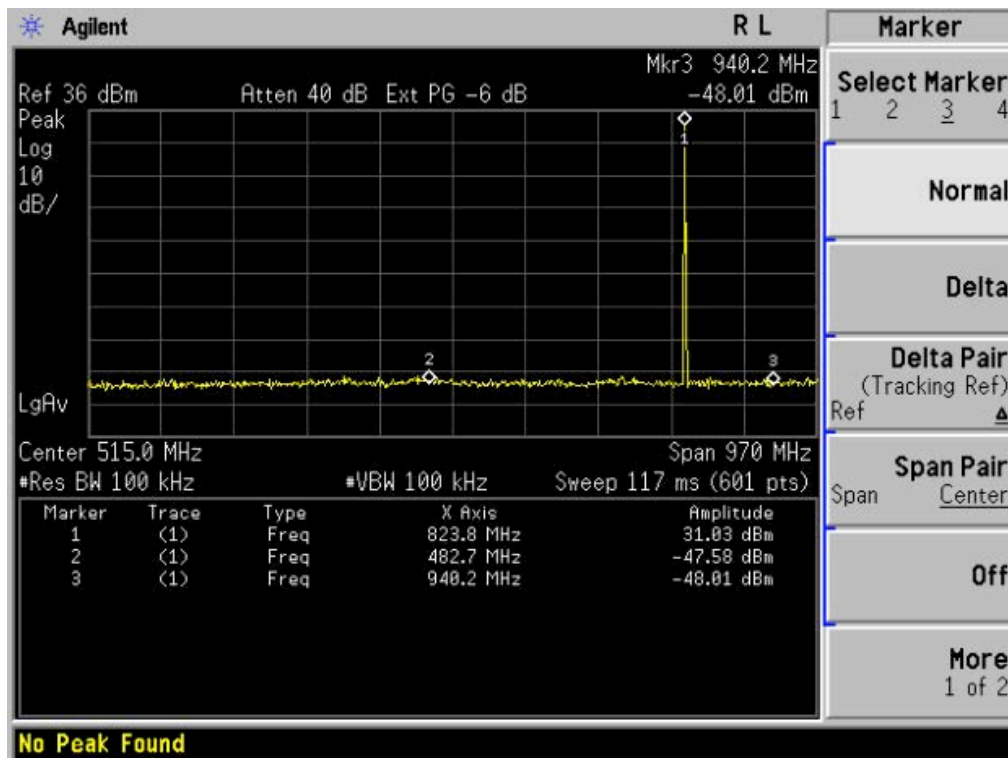 Agilent R L
Mkr3 940.2 MHz
Ref 36 dBm Atten 40 dB Ext PG -6 dB -48.01 dBm
Peak
Log
10
dB/
1
2
3
LgAv
Center 515.0 MHz Span 970 MHz
#Res BW 100 kHz #VBW 100 kHz Sweep 117 ms (601 pts)
Marker Trace Type X Axis Amplitude
1 (1) Freq 823.8 MHz 31.03 dBm
2 (1) Freq 482.7 MHz -47.58 dBm
3 (1) Freq 940.2 MHz -48.01 dBm
No Peak Found
Marker
Select Marker
1 2 3 4
Normal
Delta
Delta Pair
(Tracking Ref)
Ref Δ
Span Pair
Span Center
Off
More
1 of 2